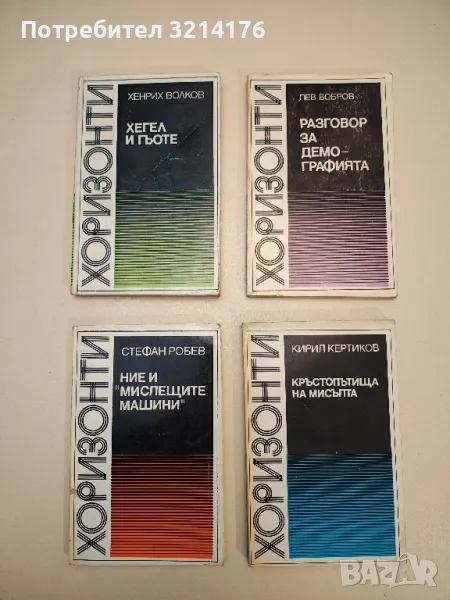 Потребител 3214176
ХОРИЗОНТИ
ХЕНРИХ ВОЛКОВ
ХЕГЕЛ
И ГЬОТЕ
ХОРИЗОНТИ
ЛЕВ БОБРОВ
РАЗГОВОР
ЗА
ДЕМО-
ГРАФИЯТА
ХОРИЗОНТИ
СТЕФАН РОБЕВ
НИЕ И
"МИСЛЕЩИТЕ
МАШИНИ"
ХОРИЗОНТИ
КИРИЛ КЕРТИКОВ
КРЪСТОПЪТИЩА
НА МИСЪЛТА
BAZAR